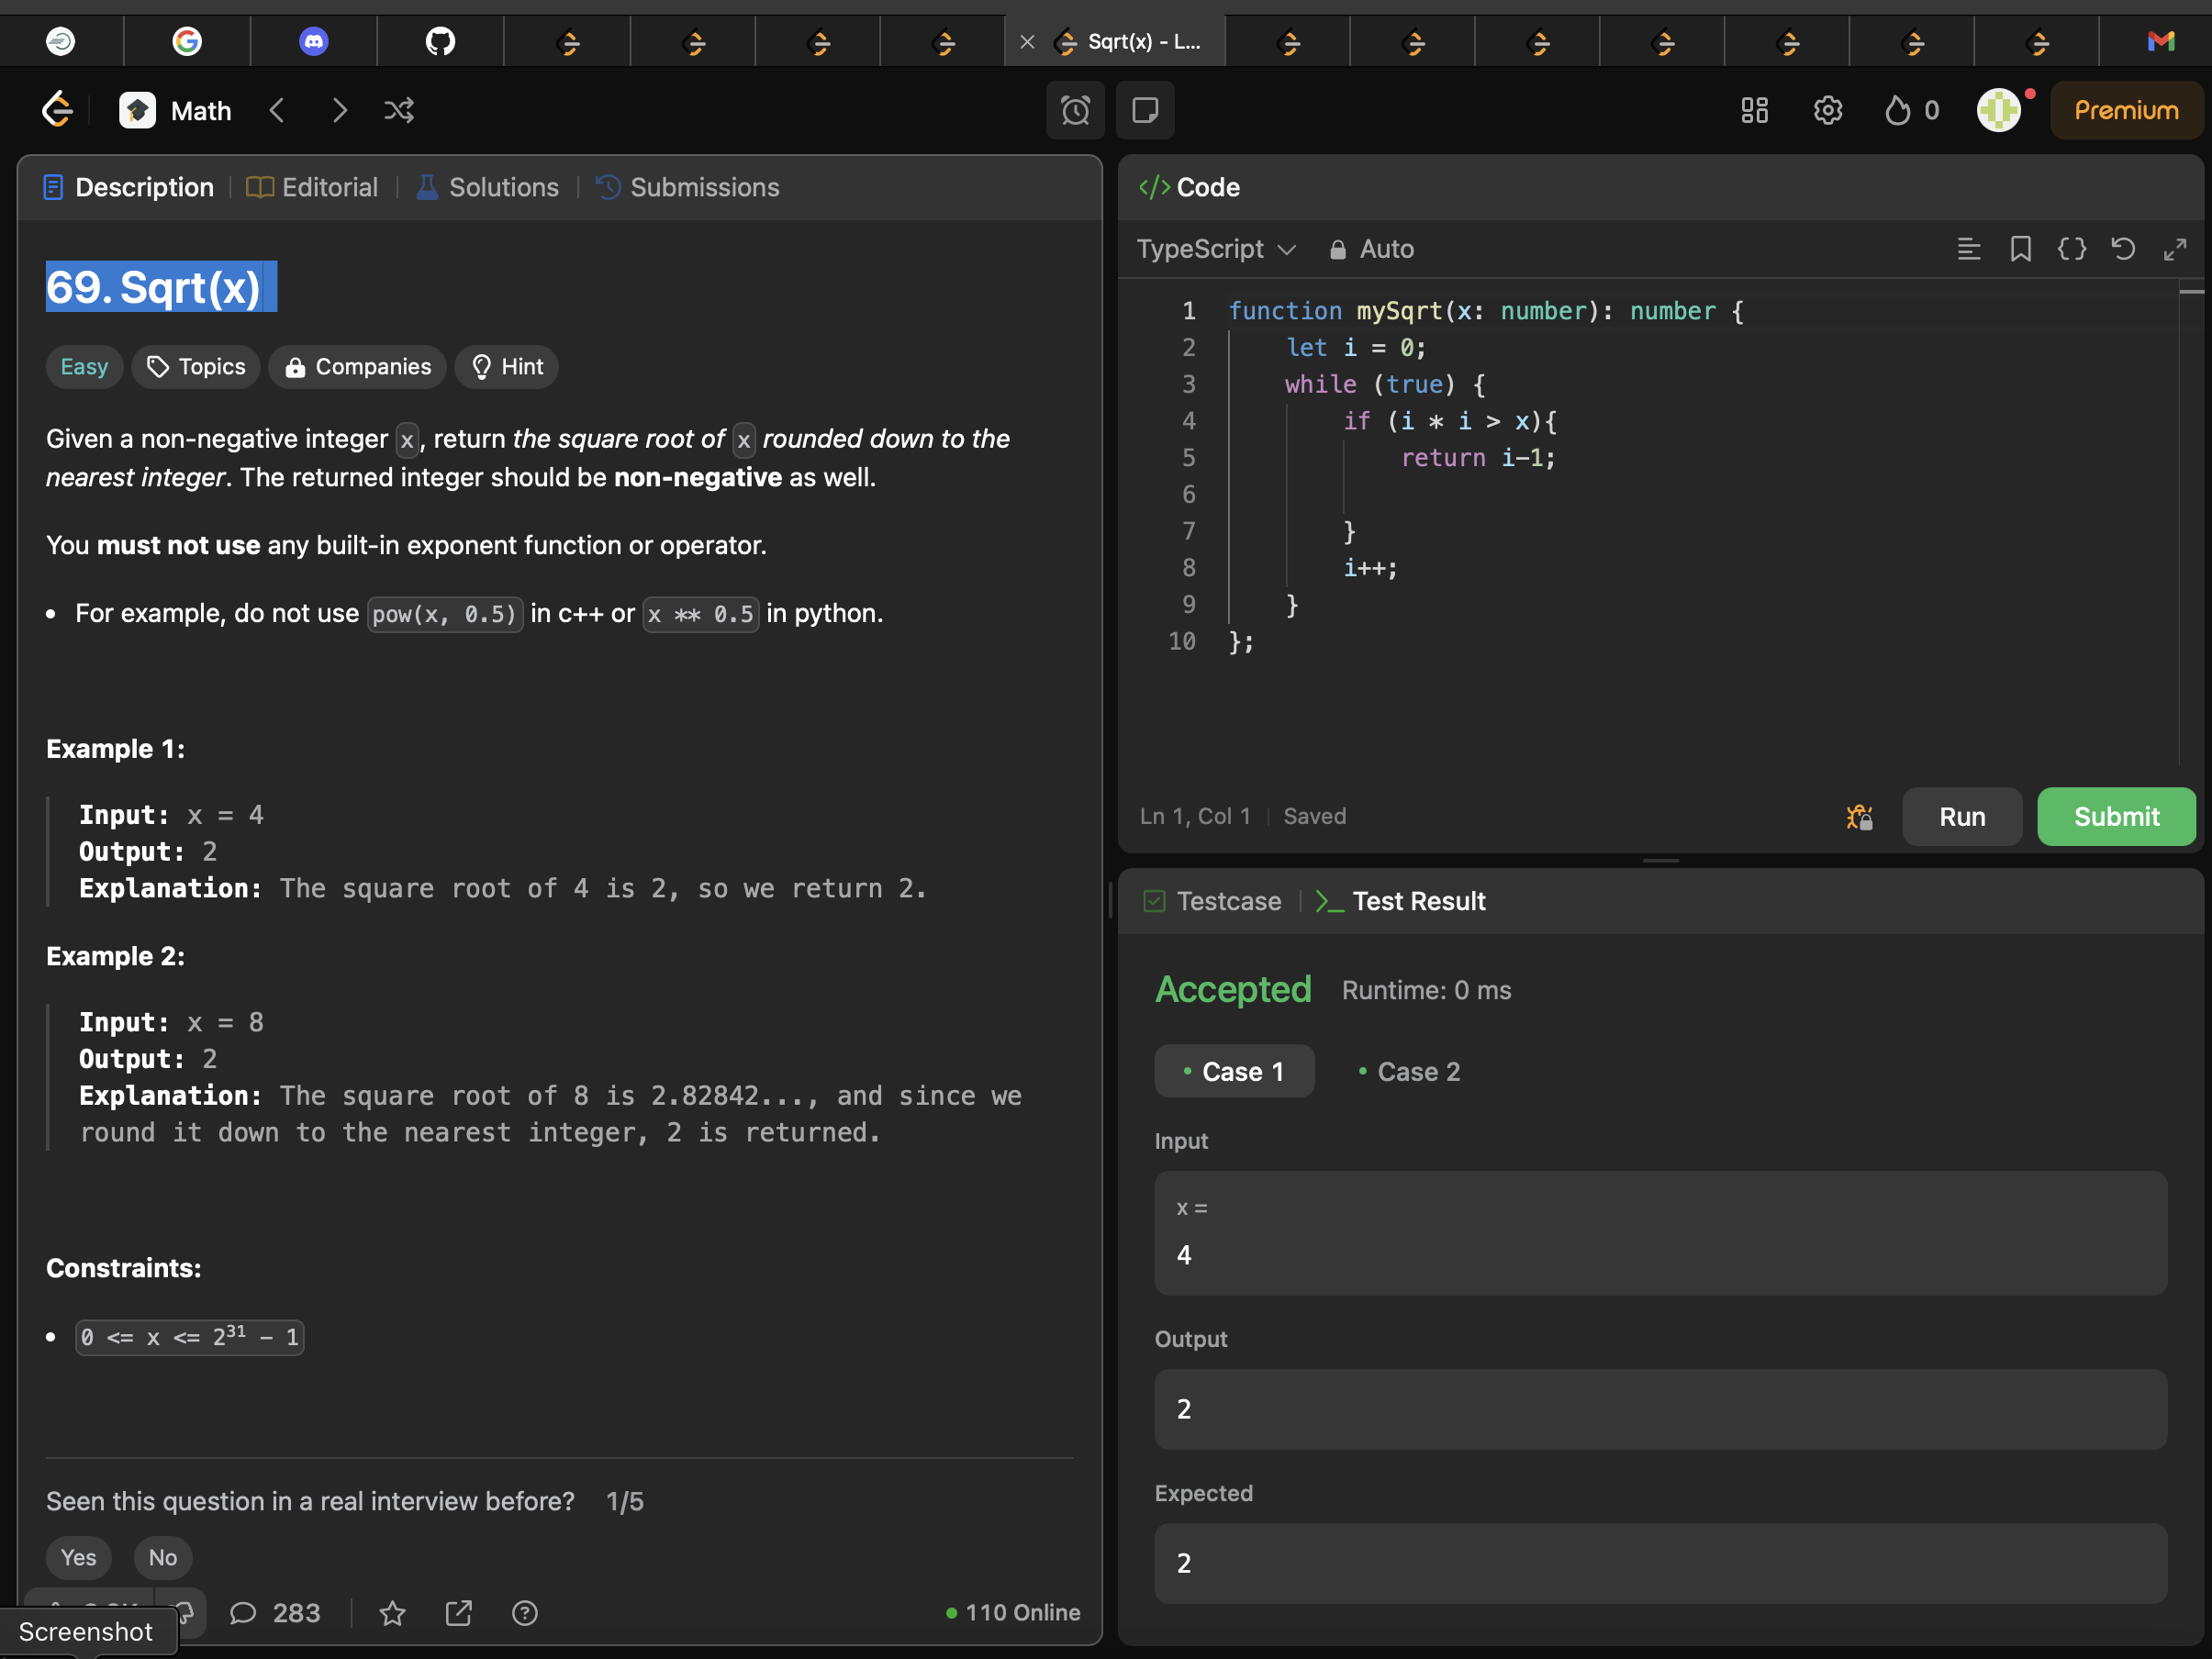 Sqrt(x) - L...
Math
0
Premium
Description
Editorial
Solutions
Submissions
69. Sqrt(x)
Easy
Topics
Companies
Hint
Given a non-negative integer x, return the square root of x rounded down to the
nearest integer. The returned integer should be non-negative as well.
You must not use any built-in exponent function or operator.
• For example, do not use pow(x, 0.5) in c++ or x ** 0.5 in python.
Example 1:
Input: x = 4
Output: 2
Explanation: The square root of 4 is 2, so we return 2.
Example 2:
Input: x = 8
Output: 2
Explanation: The square root of 8 is 2.82842..., and since we
round it down to the nearest integer, 2 is returned.
Constraints:
• 0 <= x <= 2³¹ - 1
Seen this question in a real interview before? 1/5
Yes
No
283
110 Online
Screenshot
</> Code
TypeScript
Auto
1 function mySqrt(x: number): number {
2 let i = 0;
3 while (true) {
4 if (i * i > x){
5 return i-1;
6
7 }
8 i++;
9 }
10 };
Ln 1, Col 1
Saved
Run
Submit
Testcase
Test Result
Accepted
Runtime: 0 ms
• Case 1
• Case 2
Input
x =
4
Output
2
Expected
2